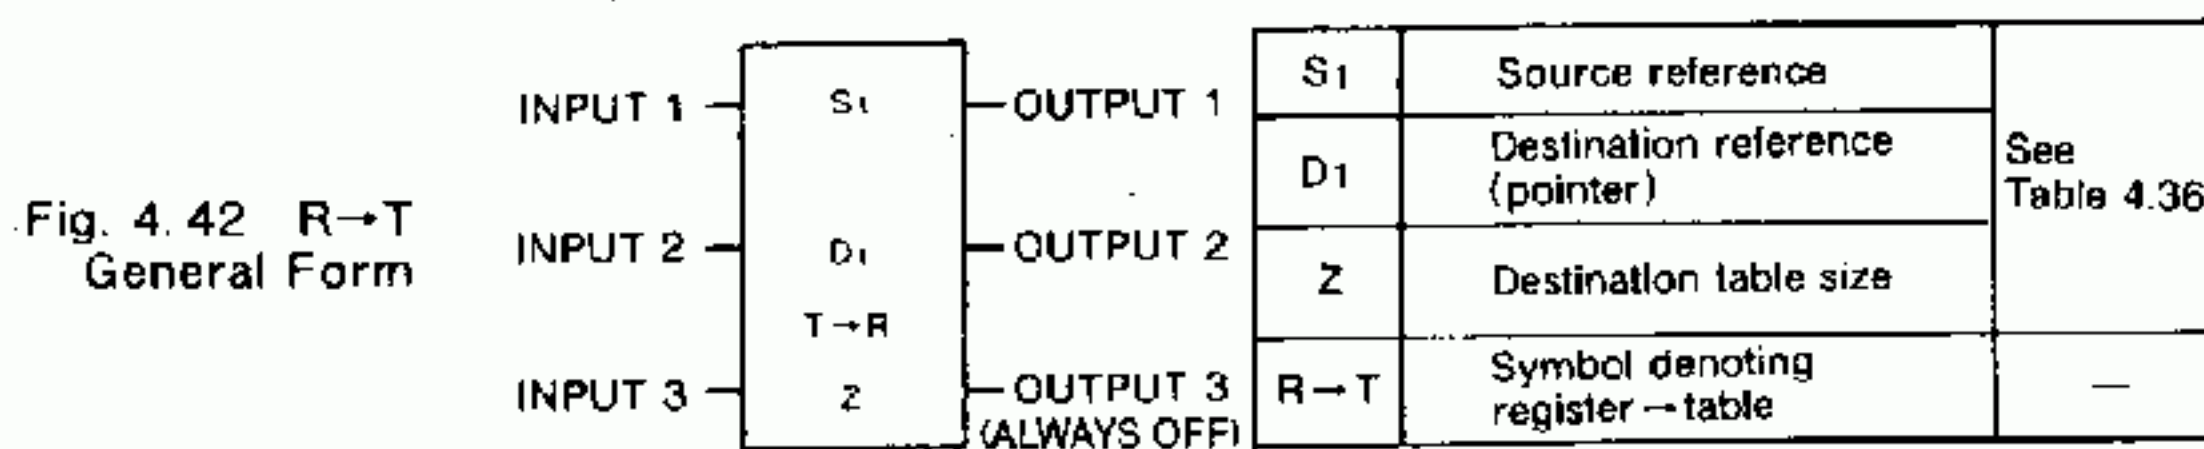 Fig. 4.42 R→T
General Form
INPUT 1
S1
OUTPUT 1
INPUT 2
D1
OUTPUT 2
T→R
INPUT 3
Z
OUTPUT 3
(ALWAYS OFF)
S1 Source reference
D1 Destination reference
(pointer)
Z Destination table size
See
Table 4.36
R→T Symbol denoting
register→table
—